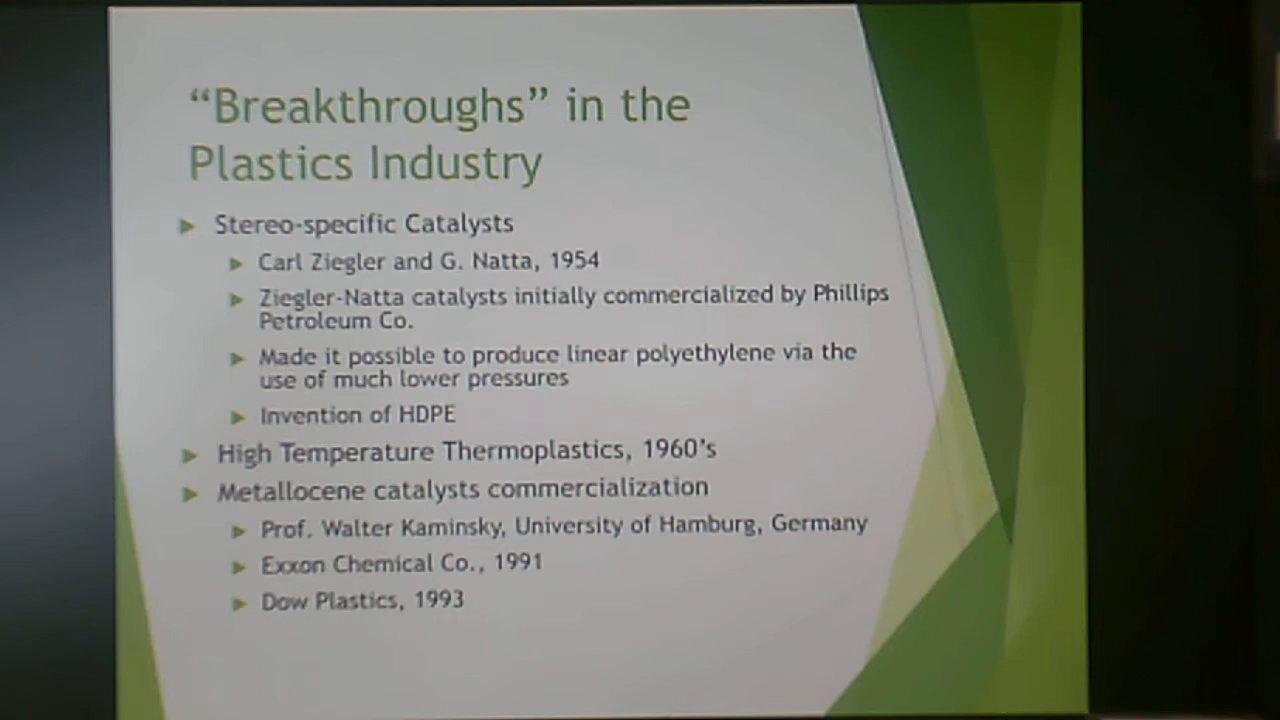 “Breakthroughs” in the
Plastics Industry
Stereo-specific Catalysts
Carl Ziegler and G. Natta, 1954
Ziegler-Natta catalysts initially commercialized by Phillips
Petroleum Co.
Made it possible to produce linear polyethylene via the
use of much lower pressures
Invention of HDPE
High Temperature Thermoplastics, 1960’s
Metallocene catalysts commercialization
Prof. Walter Kaminsky, University of Hamburg, Germany
Exxon Chemical Co., 1991
Dow Plastics, 1993